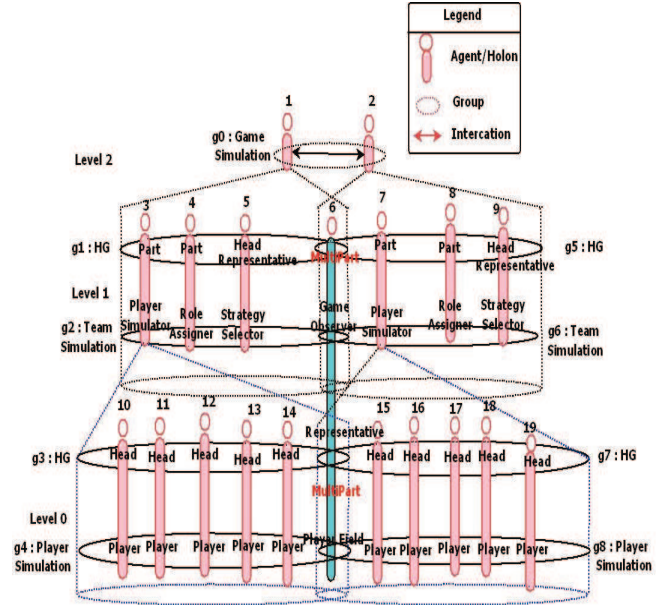 Legend
Agent/Holon
Group
Intercation
1
2
g0 : Game
Simulation
Level 2
3
4
5
6
7
8
9
g1 : HG
Part
Part
Head
Representative
MultiPart
Part
Part
Head
Representative
g5 : HG
Level 1
g2 : Team
Simulation
Player
Simulator
Role
Assigner
Strategy
Selector
Game
Observer
Player
Simulator
Role
Assigner
Strategy
Selector
g6 : Team
Simulation
10
11
12
13
14
15
16
17
18
19
Representative
g3 : HG
Head
Head
Head
Head
Head
Head
Head
Head
Head
Head
g7 : HG
MultiPart
Level 0
g4 : Player
Simulation
Player
Player
Player
Player
Player
Player Field
Player
Player
Player
Player
Player
g8 : Player
Simulation